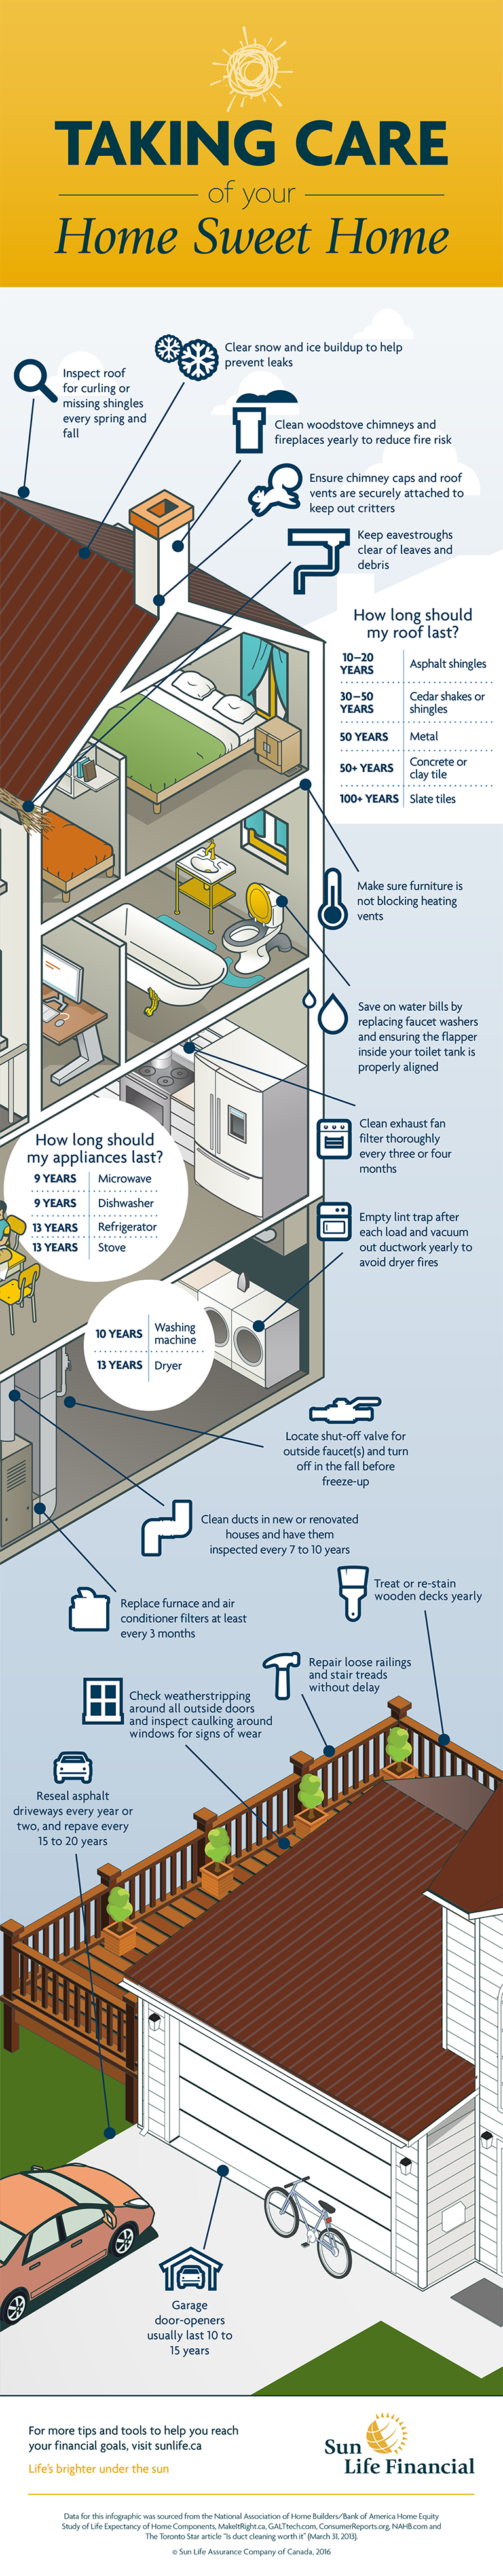 TAKING CARE
of your
Home Sweet Home
Clear snow and ice buildup to help
prevent leaks
Inspect roof
for curling or
missing shingles
every spring and
fall
Clean woodstove chimneys and
fireplaces yearly to reduce fire risk
Ensure chimney caps and roof
vents are securely attached to
keep out critters
Keep eavestroughs
clear of leaves and
debris
How long should
my roof last?
10–20
YEARS
Asphalt shingles
30–50
YEARS
Cedar shakes or
shingles
50 YEARS
Metal
50+ YEARS
Concrete or
clay tile
100+ YEARS
Slate tiles
Make sure furniture is
not blocking heating
vents
Save on water bills by
replacing faucet washers
and ensuring the flapper
inside your toilet tank is
properly aligned
Clean exhaust fan
filter thoroughly
every three or four
months
How long should
my appliances last?
9 YEARS
Microwave
9 YEARS
Dishwasher
13 YEARS
Refrigerator
13 YEARS
Stove
Empty lint trap after
each load and vacuum
out ductwork yearly to
avoid dryer fires
10 YEARS
Washing
machine
13 YEARS
Dryer
Locate shut-off valve for
outside faucet(s) and turn
off in the fall before
freeze-up
Clean ducts in new or renovated
houses and have them
inspected every 7 to 10 years
Replace furnace and air
conditioner filters at least
every 3 months
Treat or re-stain
wooden decks yearly
Repair loose railings
and stair treads
without delay
Check weatherstripping
around all outside doors
and inspect caulking around
windows for signs of wear
Reseal asphalt
driveways every year or
two, and repave every
15 to 20 years
Garage
door-openers
usually last 10 to
15 years
For more tips and tools to help you reach
your financial goals, visit sunlife.ca
Life's brighter under the sun
Sun
Life Financial
Data for this infographic was sourced from the National Association of Home Builders/Bank of America Home Equity
Study of Life Expectancy of Home Components, MakeItRight.ca, GALTtech.com, ConsumerReports.org, NAHB.com and
The Toronto Star article "Is duct cleaning worth it" (March 31, 2013).
© Sun Life Assurance Company of Canada, 2016